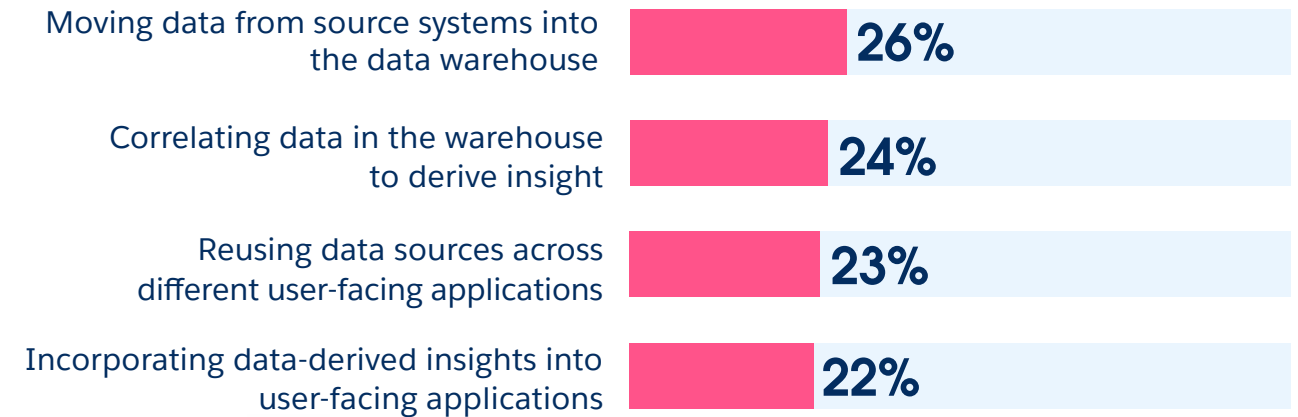 Moving data from source systems into
the data warehouse
26%
Correlating data in the warehouse
to derive insight
24%
Reusing data sources across
different user-facing applications
23%
Incorporating data-derived insights into
user-facing applications
22%